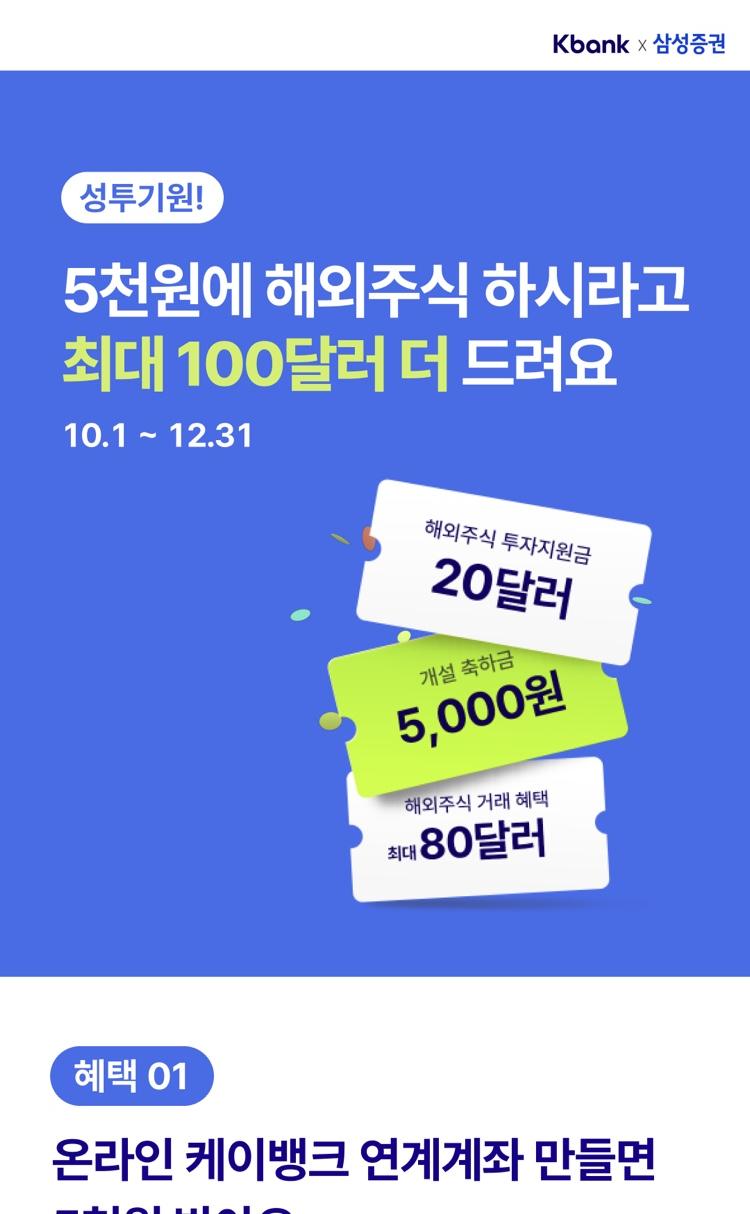 Kbank x 삼성증권
성투기원!
5천원에 해외주식 하시라고
최대 100달러 더 드려요
10.1 ~ 12.31
해외주식 투자지원금
20달러
개설 축하금
5,000원
해외주식 거래 혜택
최대 80달러
혜택 01
온라인 케이뱅크 연계계좌 만들면